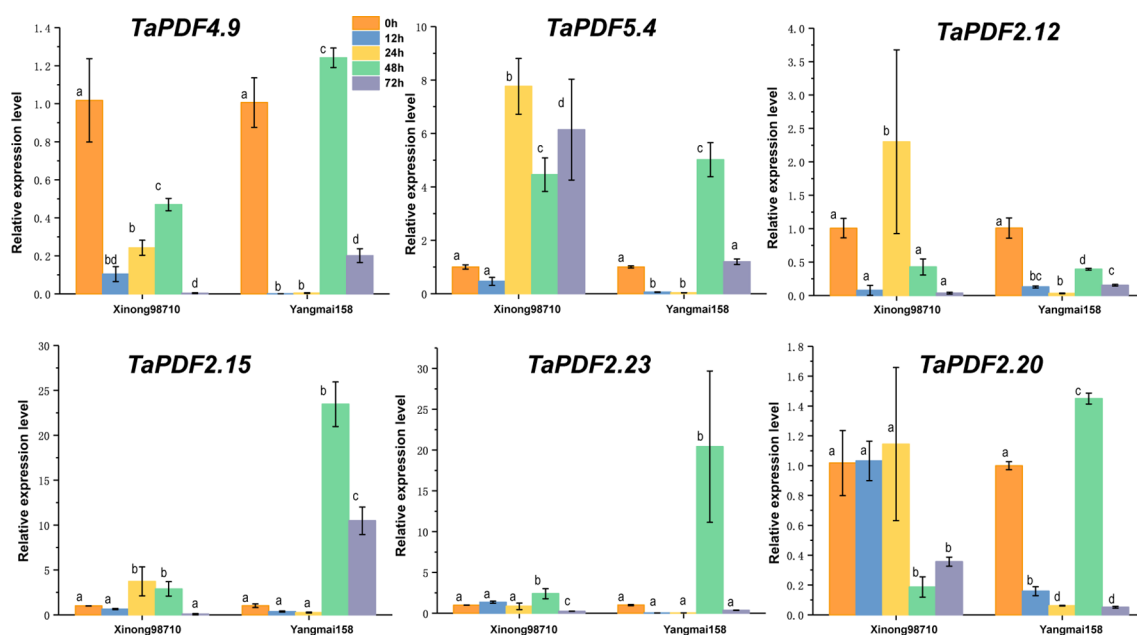 TaPDF4.9
0h
12h
24h
48h
72h
Relative expression level
1.4
1.2
1.0
0.8
0.6
0.4
0.2
0.0
a
bd
b
c
d
a
b
b
c
d
Xinong98710
Yangmai158
TaPDF5.4
Relative expression level
10
8
6
4
2
0
a
a
b
c
d
a
b
b
c
a
Xinong98710
Yangmai158
TaPDF2.12
Relative expression level
4.0
3.5
3.0
2.5
2.0
1.5
1.0
0.5
0.0
a
a
b
a
a
a
bc
b
d
c
Xinong98710
Yangmai158
TaPDF2.15
Relative expression level
30
25
20
15
10
5
0
a
a
b
b
a
a
a
a
b
c
Xinong98710
Yangmai158
TaPDF2.23
Relative expression level
30
25
20
15
10
5
0
a
a
a
b
c
a
a
a
b
a
Xinong98710
Yangmai158
TaPDF2.20
Relative expression level
1.8
1.6
1.4
1.2
1.0
0.8
0.6
0.4
0.2
0.0
a
a
a
b
b
a
b
d
c
d
Xinong98710
Yangmai158